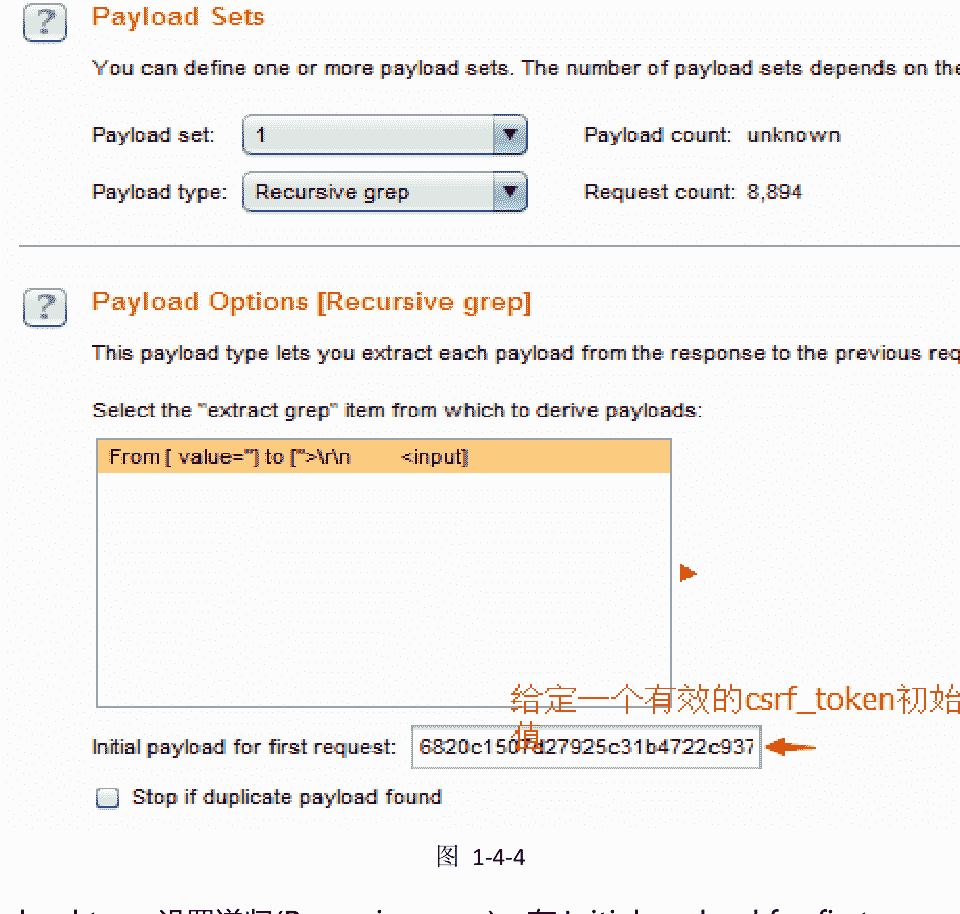 Payload Sets
You can define one or more payload sets. The number of payload sets depends on the
Payload set: 1 Payload count: unknown
Payload type: Recursive grep Request count: 8,894
Payload Options [Recursive grep]
This payload type lets you extract each payload from the response to the previous req
Select the "extract grep" item from which to derive payloads:
From [ value="] to [">\r\n <input]
给定一个有效的csrf_token初始
值
Initial payload for first request: 6820c1507d27925c31b4722c937
Stop if duplicate payload found
图 1-4-4